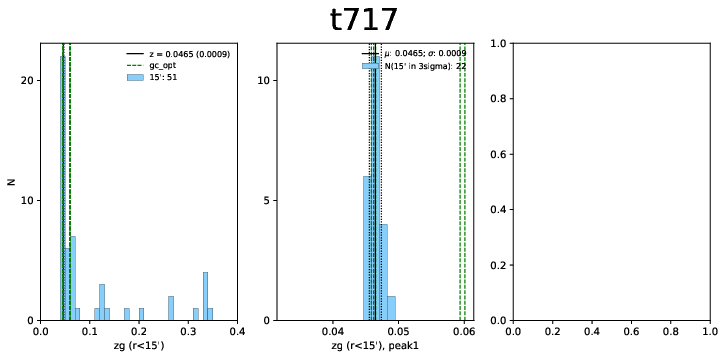 t717
N
20
10
0
0.0 0.1 0.2 0.3 0.4
zg (r<15')
z = 0.0465 (0.0009)
gc_opt
15': 51
10
5
0
0.04 0.05 0.06
zg (r<15'), peak1
μ: 0.0465; σ: 0.0009
N(15' in 3sigma): 22
1.0
0.8
0.6
0.4
0.2
0.0
0.0 0.2 0.4 0.6 0.8 1.0